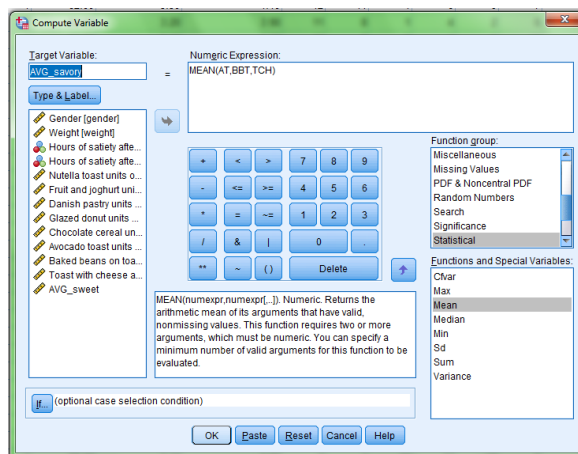 Compute Variable
Target Variable:
AVG_savory
=
Numeric Expression:
MEAN(AT,BBT,TCH)
Type & Label...
Gender [gender]
Weight [weight]
Hours of satiety afte...
Hours of satiety afte...
Nutella toast units o...
Fruit and joghurt uni...
Danish pastry units ...
Glazed donut units ...
Chocolate cereal un...
Avocado toast units ...
Baked beans on toa...
Toast with cheese a...
AVG_sweet
+ < > 7 8 9
- <= >= 4 5 6
* = ~= 1 2 3
/ & | 0 .
** ~ ( ) Delete
Function group:
Miscellaneous
Missing Values
PDF & Noncentral PDF
Random Numbers
Search
Significance
Statistical
Functions and Special Variables:
Cfvar
Max
Mean
Median
Min
Sd
Sum
Variance
MEAN(numexpr,numexpr[,..]). Numeric. Returns the
arithmetic mean of its arguments that have valid,
nonmissing values. This function requires two or more
arguments, which must be numeric. You can specify a
minimum number of valid arguments for this function to be
evaluated.
If... (optional case selection condition)
OK Paste Reset Cancel Help